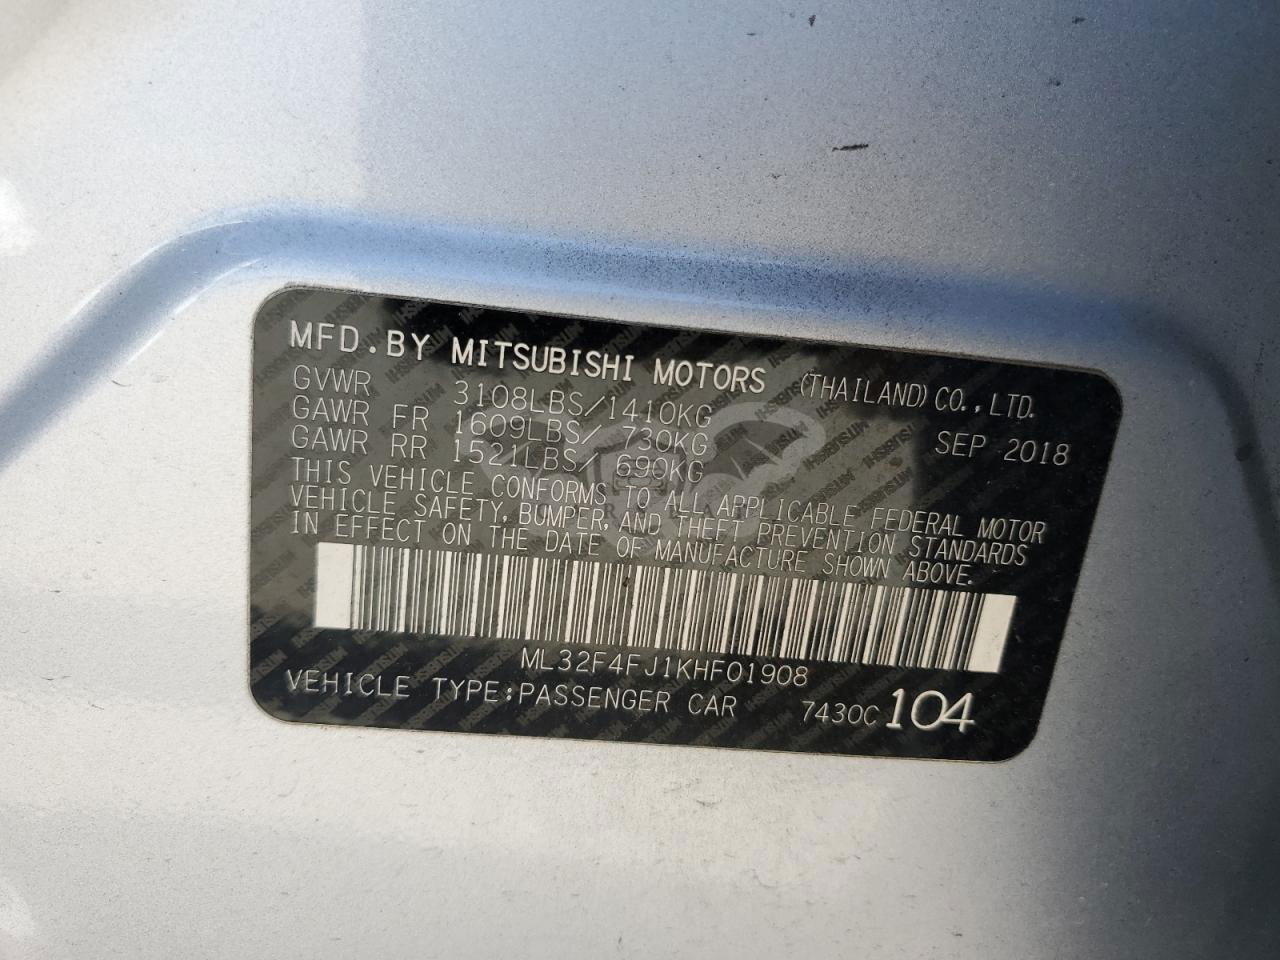 MFD.BY MITSUBISHI MOTORS (THAILAND) CO.,LTD.
GVWR 3108LBS/1410KG
GAWR FR 1609LBS/ 730KG SEP 2018
GAWR RR 1521LBS/ 690KG
THIS VEHICLE CONFORMS TO ALL APPLICABLE FEDERAL MOTOR
VEHICLE SAFETY, BUMPER, AND THEFT PREVENTION STANDARDS
IN EFFECT ON THE DATE OF MANUFACTURE SHOWN ABOVE.
ML32F4FJ1KHF01908
VEHICLE TYPE:PASSENGER CAR 7430C 104